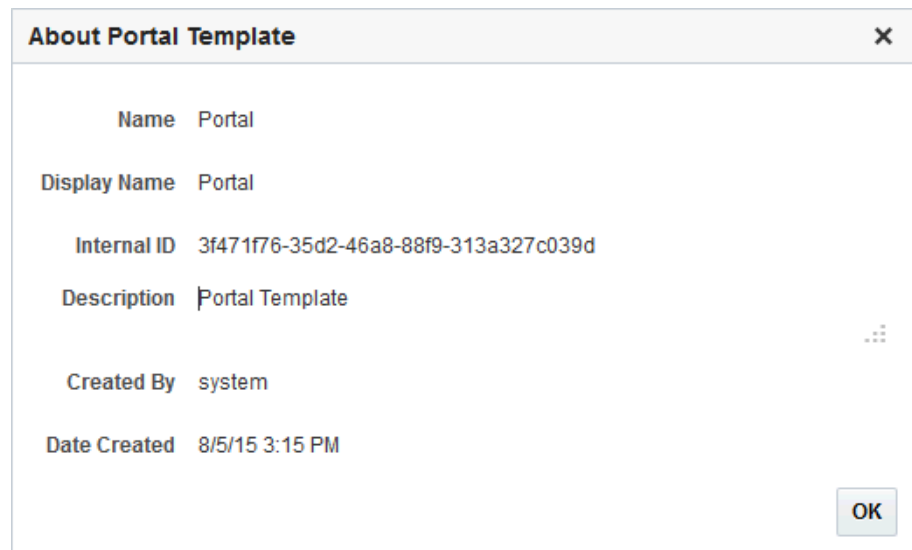 About Portal Template
Name Portal
Display Name Portal
Internal ID 3f471f76-35d2-46a8-88f9-313a327c039d
Description Portal Template
Created By system
Date Created 8/5/15 3:15 PM
OK